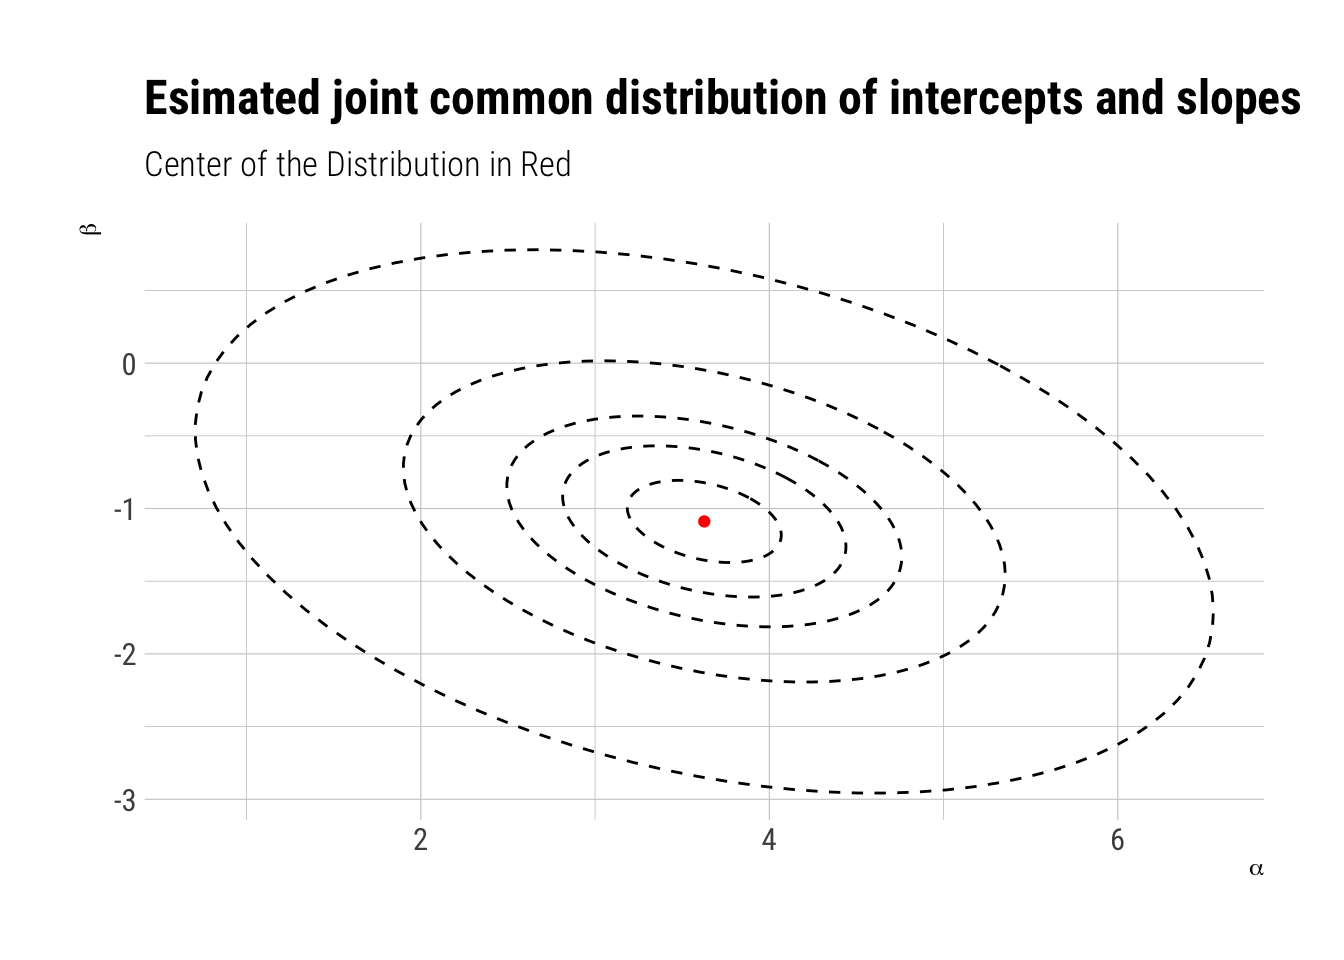 Esimated joint common distribution of intercepts and slopes
Center of the Distribution in Red
β
0
-1
-2
-3
2 4 6
α